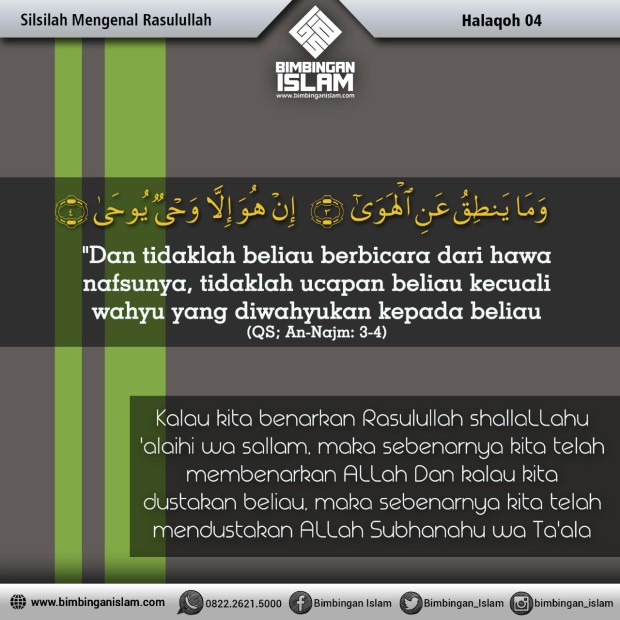 Silsilah Mengenal Rasulullah
Halaqoh 04
BIMBINGAN
ISLAM
www.bimbinganislam.com
وَمَا يَنطِقُ عَنِ ٱلْهَوَىٰٓ ٣ إِنْ هُوَ إِلَّا وَحْىٌ يُوحَىٰ ٤
"Dan tidaklah beliau berbicara dari hawa
nafsunya, tidaklah ucapan beliau kecuali
wahyu yang diwahyukan kepada beliau
(QS; An-Najm: 3-4)
Kalau kita benarkan Rasulullah shallaLLahu
'alaihi wa sallam, maka sebenarnya kita telah
membenarkan ALLah Dan kalau kita
dustakan beliau, maka sebenarnya kita telah
mendustakan ALLah Subhanahu wa Ta'ala
www.bimbinganislam.com 0822.2621.5000 Bimbingan Islam Bimbingan_Islam bimbingan_islam